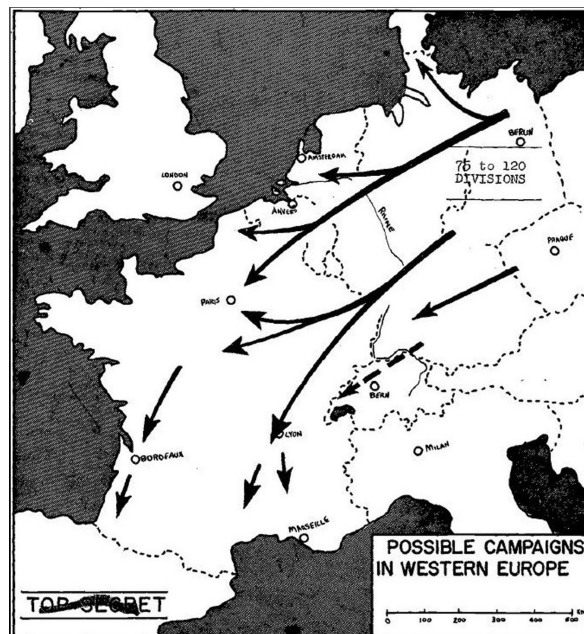 BERLIN
AMSTERDAM
75 to 120
DIVISIONS
LONDON
ANVERS
RHINE
PRAGUE
PARIS
BERN
LYON
MILAN
BORDEAUX
MARSEILLE
POSSIBLE CAMPAIGNS
IN WESTERN EUROPE
TOP SECRET
0 100 200 300 400 500